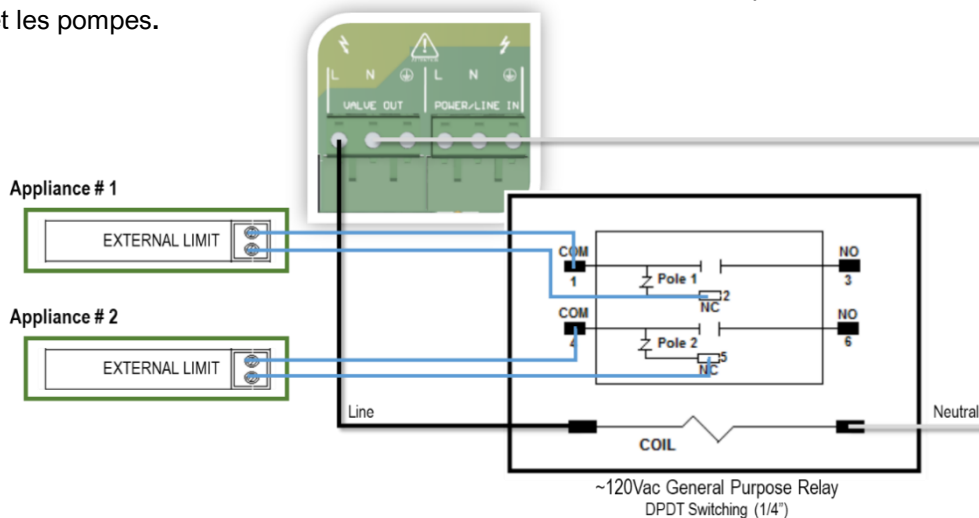 et les pompes.
L N L N
VALVE OUT POWER/LINE IN
Appliance # 1
EXTERNAL LIMIT
Appliance # 2
EXTERNAL LIMIT
COM
1
Pole 1
2
NC
NO
3
COM
4
Pole 2
5
NC
NO
6
Line
COIL
Neutral
~120Vac General Purpose Relay
DPDT Switching (1/4")